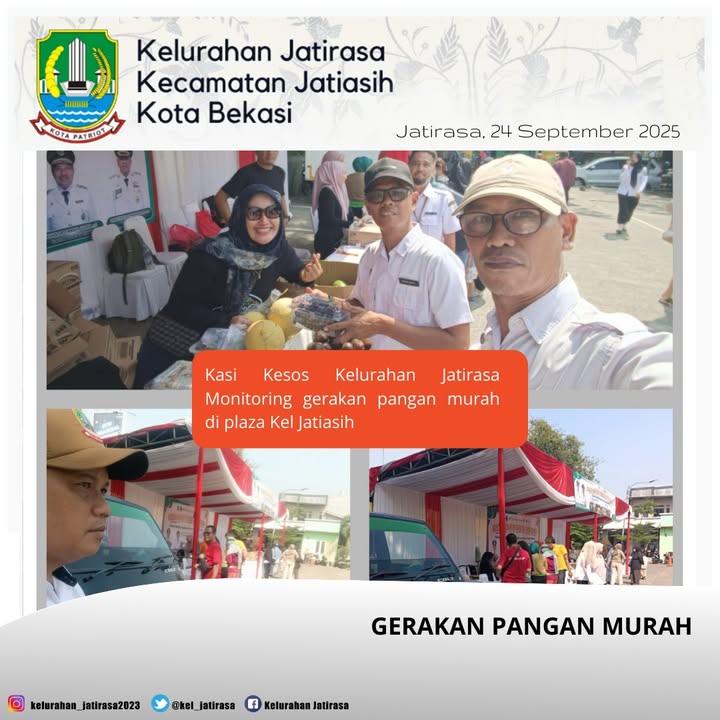 Kelurahan Jatirasa
Kecamatan Jatiasih
Kota Bekasi
KOTA PATRIOT
Jatirasa, 24 September 2025
Kasi Kesos Kelurahan Jatirasa
Monitoring gerakan pangan murah
di plaza Kel Jatiasih
GERAKAN PANGAN MURAH
kelurahan_jatirasa2023
@kel_jatirasa
Kelurahan Jatirasa